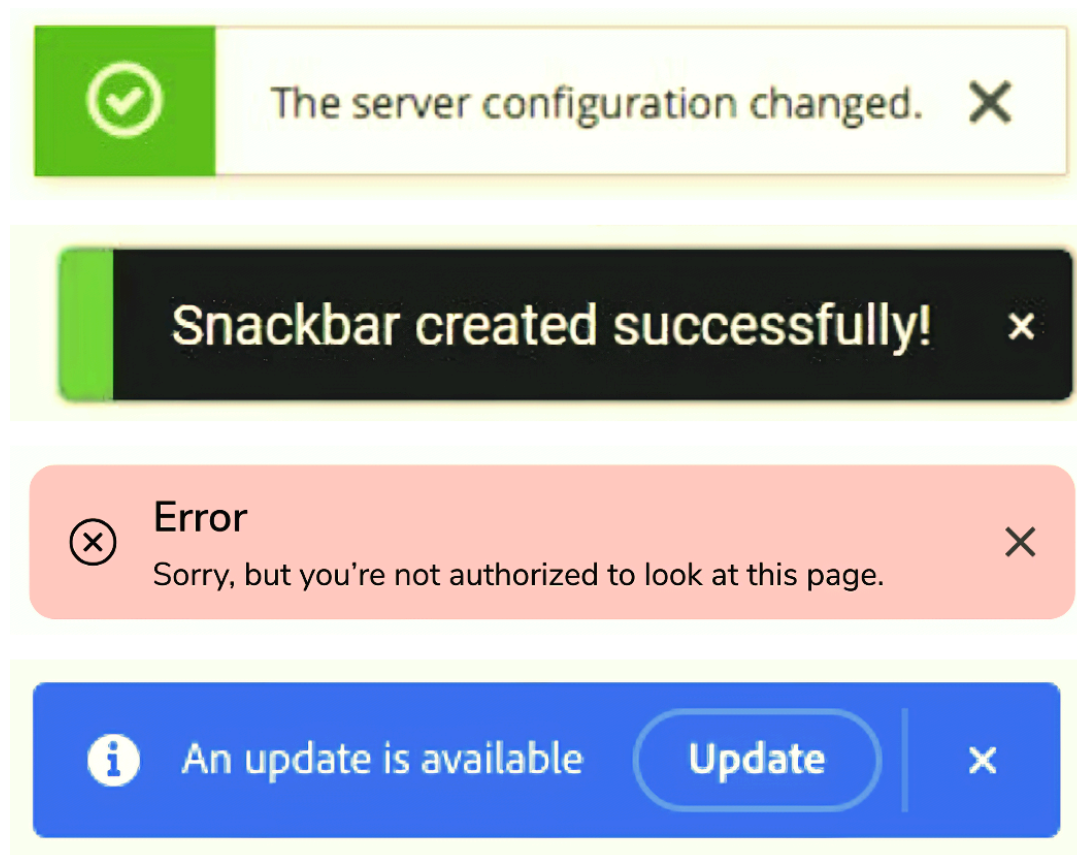 The server configuration changed.
Snackbar created successfully!
Error
Sorry, but you’re not authorized to look at this page.
An update is available Update